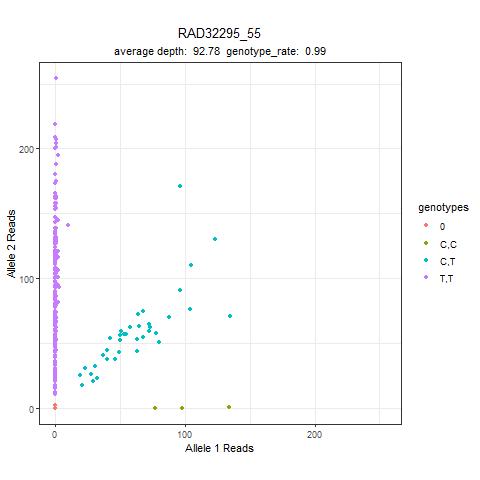 RAD32295_55
average depth: 92.78 genotype_rate: 0.99
Allele 2 Reads
200
100
0
0
100
200
Allele 1 Reads
genotypes
0
C,C
C,T
T,T